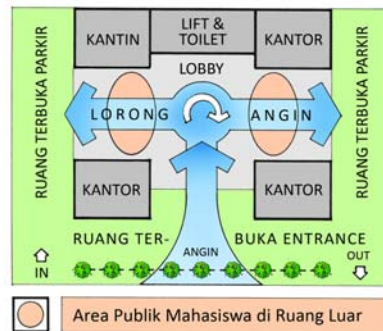 LIFT &
TOILET
KANTIN
KANTOR
LOBBY
RUANG TERBUKA PARKIR
RUANG TERBUKA PARKIR
LORONG ANGIN
KANTOR
KANTOR
RUANG TER- BUKA ENTRANCE
ANGIN
IN
OUT
Area Publik Mahasiswa di Ruang Luar